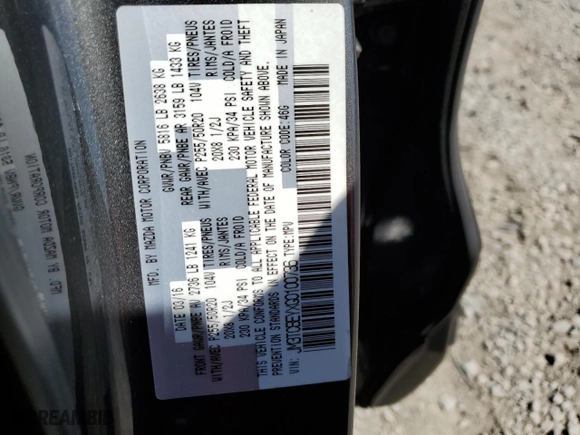 MFD. BY MAZDA MOTOR CORPORATION
DATE 03/16 GVWR/PNBV 5816 LB 2638 KG
FRONT GAWR/PNBE AV 2736 LB 1241 KG REAR GAWR/PNBE AR 3159 LB 1433 KG
WITH/AVEC P255/50R20 104V TIRES/PNEUS WITH/AVEC P255/50R20 104V TIRES/PNEUS
20X8 1/2J RIMS/JANTES 20X8 1/2J RIMS/JANTES
230 KPA/34 PSI COLD/A FROID 230 KPA/34 PSI COLD/A FROID
THIS VEHICLE CONFORMS TO ALL APPLICABLE FEDERAL MOTOR VEHICLE SAFETY AND THEFT
PREVENTION STANDARDS IN EFFECT ON THE DATE OF MANUFACTURE SHOWN ABOVE.
VIN: TYPE:MPV COLOR CODE:46G MADE IN JAPAN